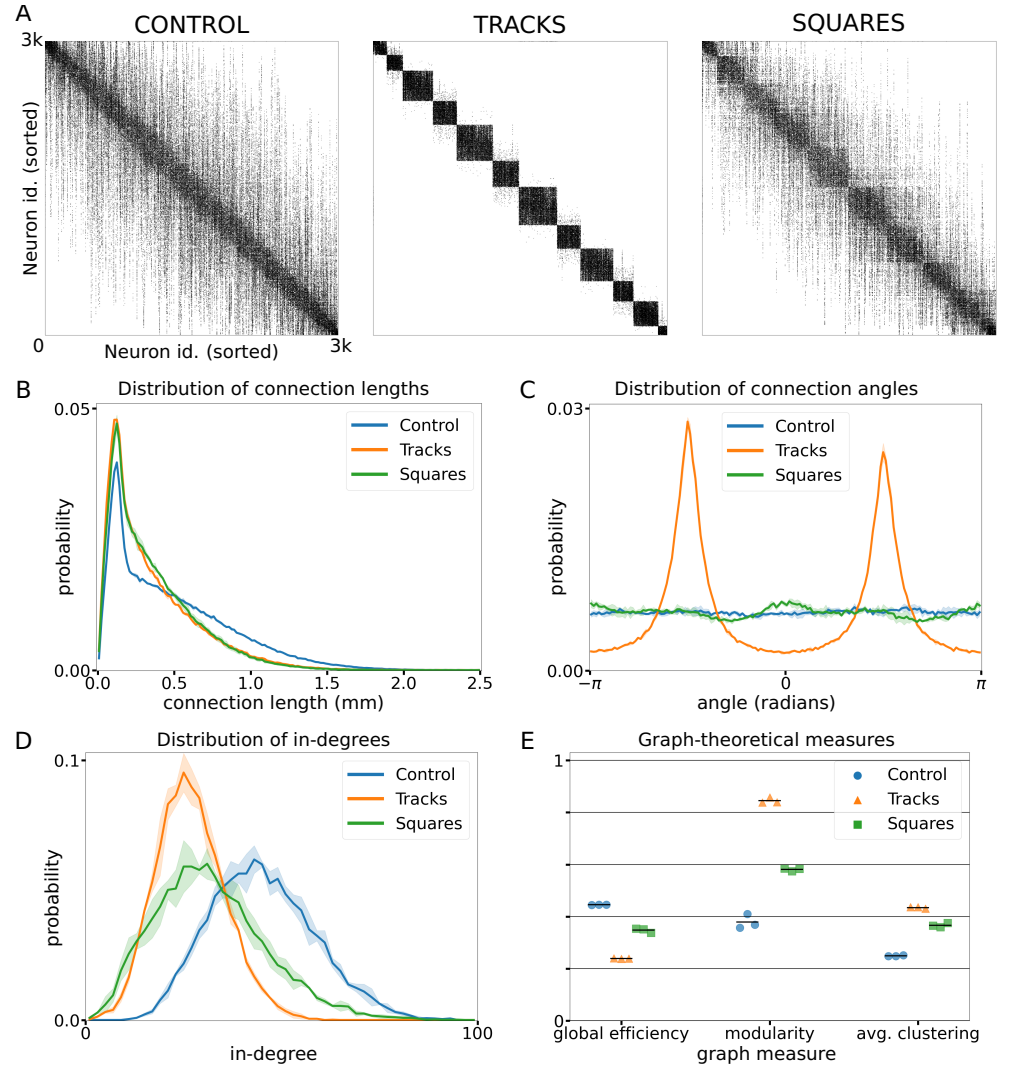 A
CONTROL
TRACKS
SQUARES
3k
Neuron id. (sorted)
0
Neuron id. (sorted)
3k
B
Distribution of connection lengths
0.05
Control
Tracks
Squares
probability
0.00
0.0
0.5
1.0
1.5
2.0
2.5
connection length (mm)
C
Distribution of connection angles
0.03
Control
Tracks
Squares
probability
0.00
−π
0
π
angle (radians)
D
Distribution of in-degrees
0.1
Control
Tracks
Squares
probability
0.0
0
100
in-degree
E
Graph-theoretical measures
1
Control
Tracks
Squares
0
global efficiency
modularity
avg. clustering
graph measure